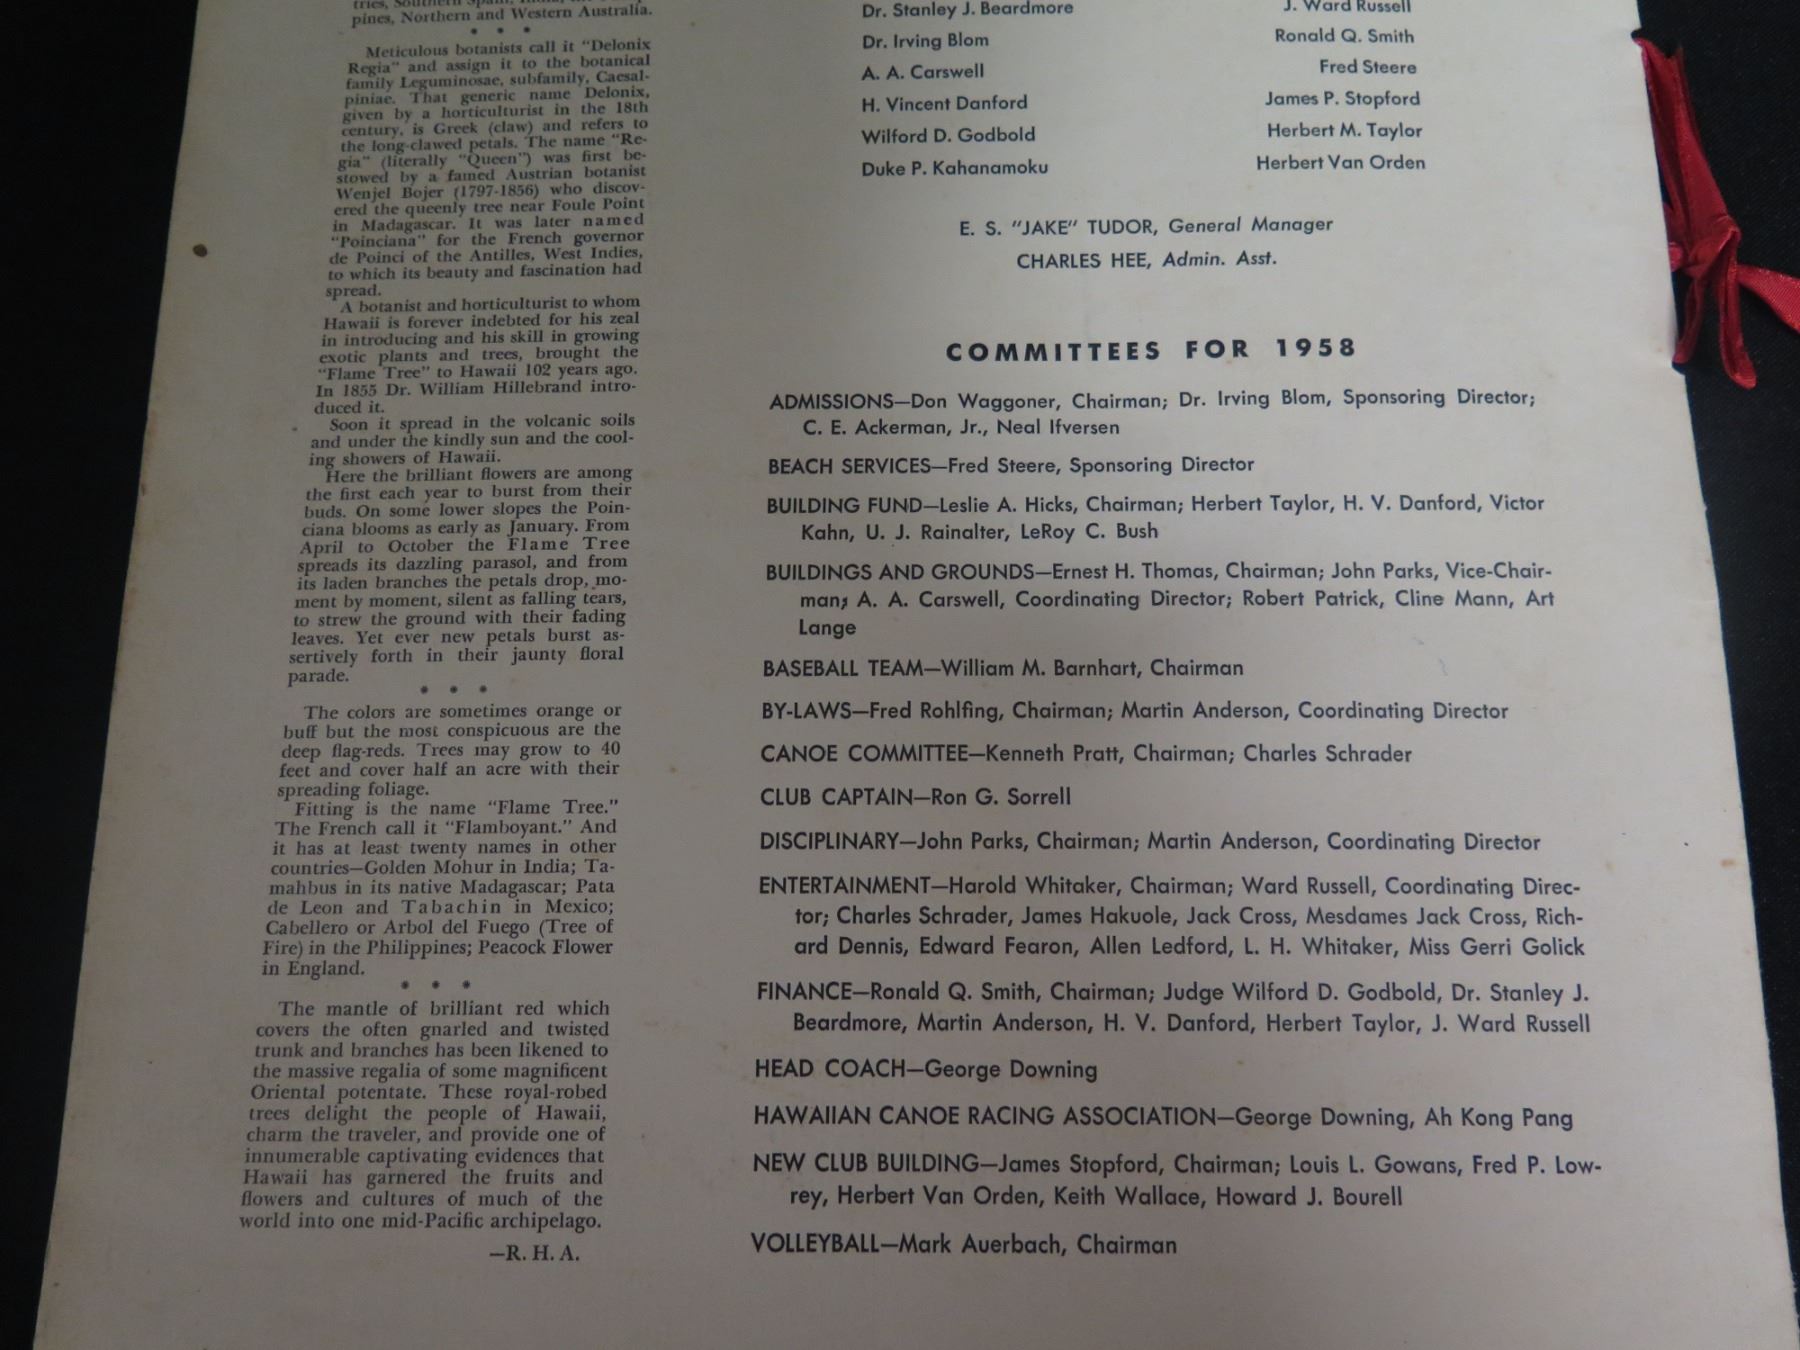 pines, Northern and Western Australia.
* * *
Meticulous botanists call it "Delonix
Regia" and assign it to the botanical
family Leguminosae, subfamily, Caesal-
piniae. That generic name Delonix,
given by a horticulturist in the 18th
century, is Greek (claw) and refers to
the long-clawed petals. The name "Re-
gia" (literally "Queen") was first be-
stowed by a famed Austrian botanist
Wenjel Bojer (1797-1856) who discov-
ered the queenly tree near Foule Point
in Madagascar. It was later named
"Poinciana" for the French governor
de Poinci of the Antilles, West Indies,
to which its beauty and fascination had
spread.
A botanist and horticulturist to whom
Hawaii is forever indebted for his zeal
in introducing and his skill in growing
exotic plants and trees, brought the
"Flame Tree" to Hawaii 102 years ago.
In 1855 Dr. William Hillebrand intro-
duced it.
Soon it spread in the volcanic soils
and under the kindly sun and the cool-
ing showers of Hawaii.
Here the brilliant flowers are among
the first each year to burst from their
buds. On some lower slopes the Poin-
ciana blooms as early as January. From
April to October the Flame Tree
spreads its dazzling parasol, and from
its laden branches the petals drop, mo-
ment by moment, silent as falling tears,
to strew the ground with their fading
leaves. Yet ever new petals burst as-
sertively forth in their jaunty floral
parade.
* * *
The colors are sometimes orange or
buff but the most conspicuous are the
deep flag-reds. Trees may grow to 40
feet and cover half an acre with their
spreading foliage.
Fitting is the name "Flame Tree."
The French call it "Flamboyant." And
it has at least twenty names in other
countries—Golden Mohur in India; Ta-
mahbus in its native Madagascar; Pata
de Leon and Tabachin in Mexico;
Cabellero or Arbol del Fuego (Tree of
Fire) in the Philippines; Peacock Flower
in England.
* * *
The mantle of brilliant red which
covers the often gnarled and twisted
trunk and branches has been likened to
the massive regalia of some magnificent
Oriental potentate. These royal-robed
trees delight the people of Hawaii,
charm the traveler, and provide one of
innumerable captivating evidences that
Hawaii has garnered the fruits and
flowers and cultures of much of the
world into one mid-Pacific archipelago.
—R. H. A.
Dr. Stanley J. Beardmore
Dr. Irving Blom
A. A. Carswell
H. Vincent Danford
Wilford D. Godbold
Duke P. Kahanamoku
J. Ward Russell
Ronald Q. Smith
Fred Steere
James P. Stopford
Herbert M. Taylor
Herbert Van Orden
E. S. "JAKE" TUDOR, General Manager
CHARLES HEE, Admin. Asst.
COMMITTEES FOR 1958
ADMISSIONS—Don Waggoner, Chairman; Dr. Irving Blom, Sponsoring Director;
C. E. Ackerman, Jr., Neal Ifversen
BEACH SERVICES—Fred Steere, Sponsoring Director
BUILDING FUND—Leslie A. Hicks, Chairman; Herbert Taylor, H. V. Danford, Victor
Kahn, U. J. Rainalter, LeRoy C. Bush
BUILDINGS AND GROUNDS—Ernest H. Thomas, Chairman; John Parks, Vice-Chair-
man; A. A. Carswell, Coordinating Director; Robert Patrick, Cline Mann, Art
Lange
BASEBALL TEAM—William M. Barnhart, Chairman
BY-LAWS—Fred Rohlfing, Chairman; Martin Anderson, Coordinating Director
CANOE COMMITTEE—Kenneth Pratt, Chairman; Charles Schrader
CLUB CAPTAIN—Ron G. Sorrell
DISCIPLINARY—John Parks, Chairman; Martin Anderson, Coordinating Director
ENTERTAINMENT—Harold Whitaker, Chairman; Ward Russell, Coordinating Direc-
tor; Charles Schrader, James Hakuole, Jack Cross, Mesdames Jack Cross, Rich-
ard Dennis, Edward Fearon, Allen Ledford, L. H. Whitaker, Miss Gerri Golick
FINANCE—Ronald Q. Smith, Chairman; Judge Wilford D. Godbold, Dr. Stanley J.
Beardmore, Martin Anderson, H. V. Danford, Herbert Taylor, J. Ward Russell
HEAD COACH—George Downing
HAWAIIAN CANOE RACING ASSOCIATION—George Downing, Ah Kong Pang
NEW CLUB BUILDING—James Stopford, Chairman; Louis L. Gowans, Fred P. Low-
rey, Herbert Van Orden, Keith Wallace, Howard J. Bourell
VOLLEYBALL—Mark Auerbach, Chairman